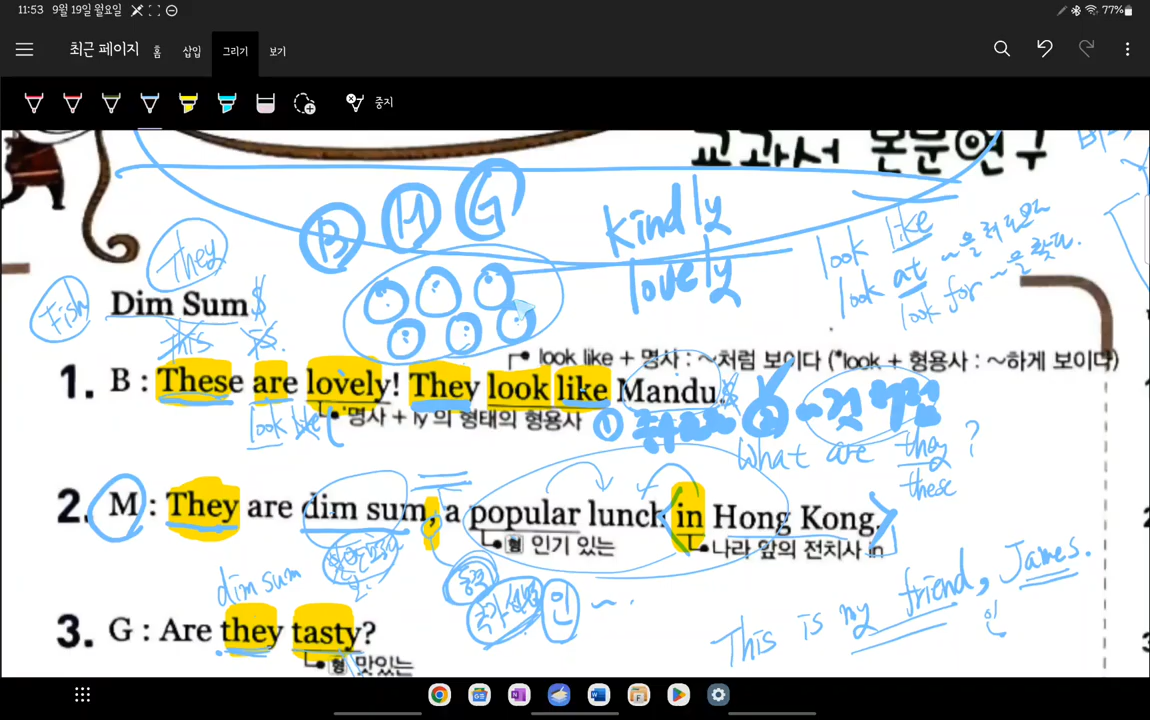 11:53 9월 19일 월요일 77%
최근 페이지 홈 삽입 그리기 보기
중지
교과서 본문연구
B M G
kindly
lovely
look like
look at ~을
look for ~을 찾다.
They
Fish
Dim Sum$
this is.
look like + 명사 : ~처럼 보이다 (*look + 형용사 : ~하게 보이다)
1. B : These are lovely! They look like Mandu.
명사 + ly 의 형태의 형용사
look like
①
What are they ?
these
2. M : They are dim sum, a popular lunch <in Hong Kong.>
형 인기 있는
나라 앞의 전치사 in
dim sum
동격
인 ~
This is my friend, James.
인
3. G : Are they tasty?
형 맛있는